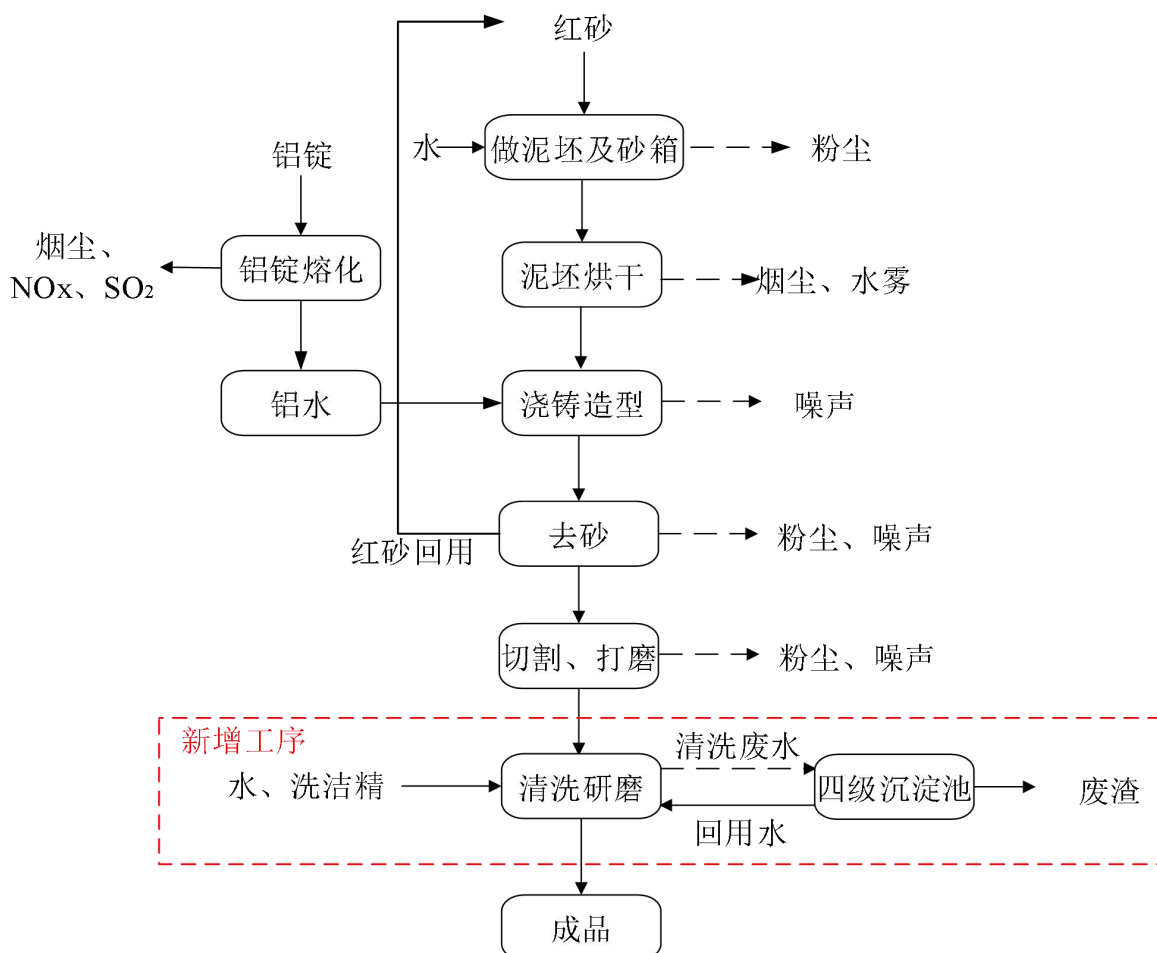 红砂
水
做泥坯及砂箱
粉尘
铝锭
烟尘、
NOx、SO₂
铝锭熔化
泥坯烘干
烟尘、水雾
铝水
浇铸造型
噪声
去砂
粉尘、噪声
红砂回用
切割、打磨
粉尘、噪声
新增工序
清洗废水
水、洗洁精
清洗研磨
四级沉淀池
废渣
回用水
成品